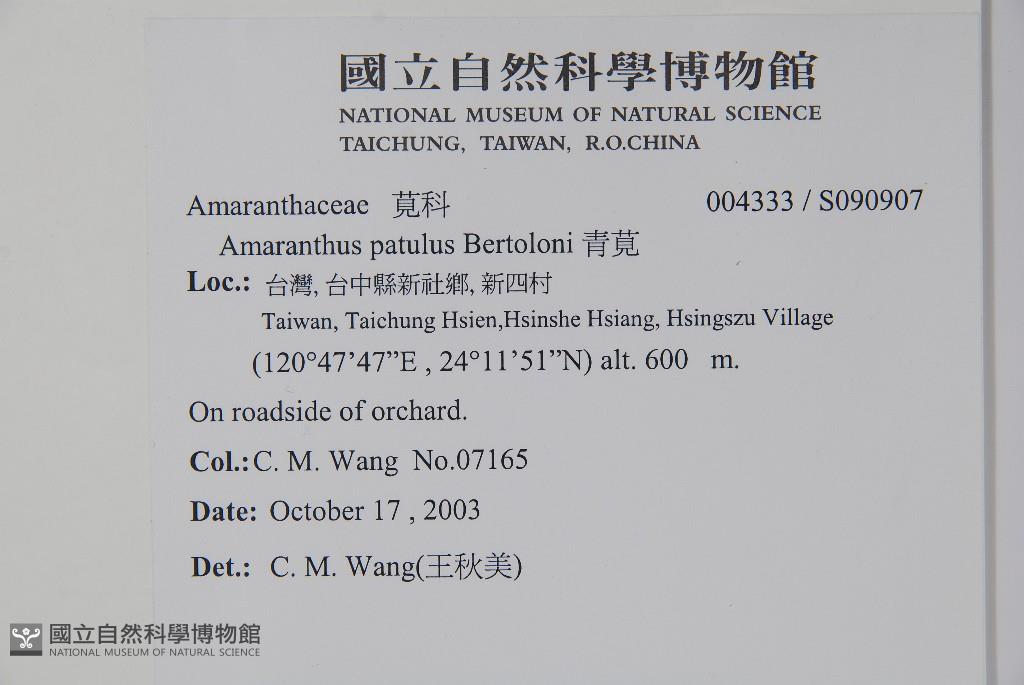 國立自然科學博物館
NATIONAL MUSEUM OF NATURAL SCIENCE
TAICHUNG, TAIWAN, R.O.CHINA
Amaranthaceae 莧科 004333 / S090907
Amaranthus patulus Bertoloni 青莧
Loc.: 台灣, 台中縣新社鄉, 新四村
Taiwan, Taichung Hsien,Hsinshe Hsiang, Hsingszu Village
(120°47’47”E , 24°11’51”N) alt. 600 m.
On roadside of orchard.
Col.: C. M. Wang No.07165
Date: October 17 , 2003
Det.: C. M. Wang(王秋美)
國立自然科學博物館
NATIONAL MUSEUM OF NATURAL SCIENCE